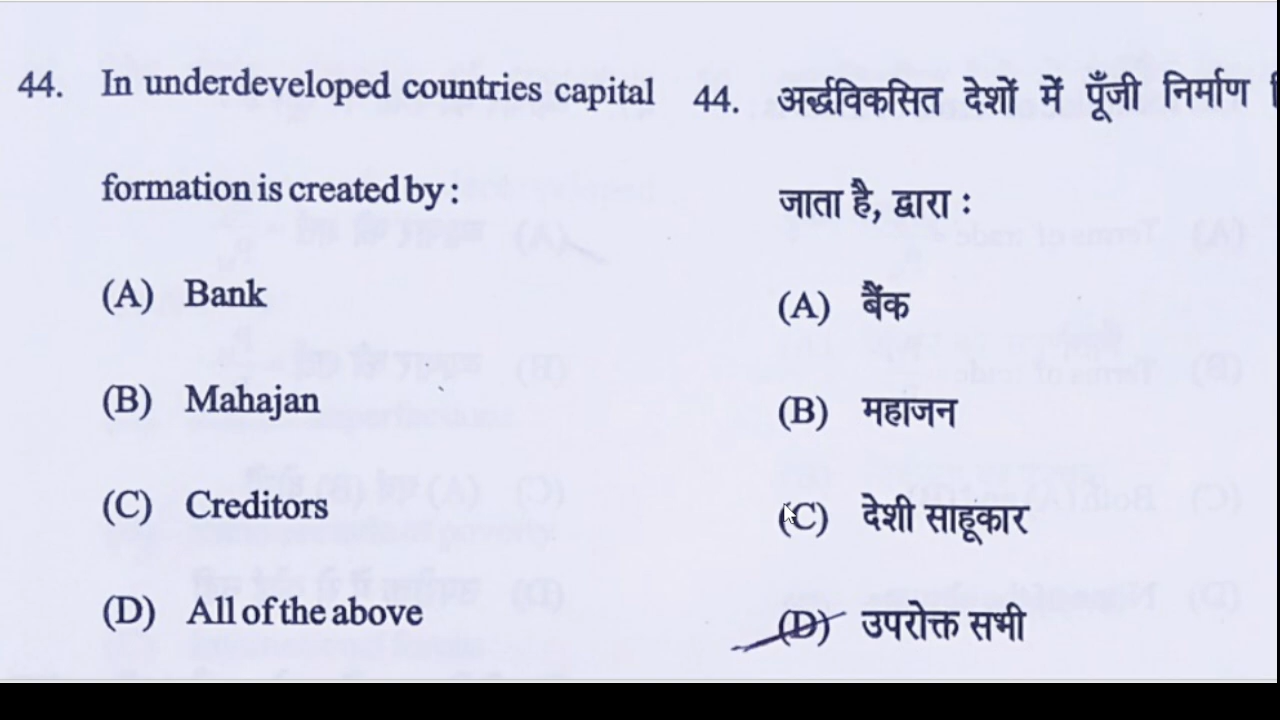 44. In underdeveloped countries capital
formation is created by :
(A) Bank
(B) Mahajan
(C) Creditors
(D) All of the above
44. अर्द्धविकसित देशों में पूँजी निर्माण
जाता है, द्वारा :
(A) बैंक
(B) महाजन
(C) देशी साहूकार
(D) उपरोक्त सभी